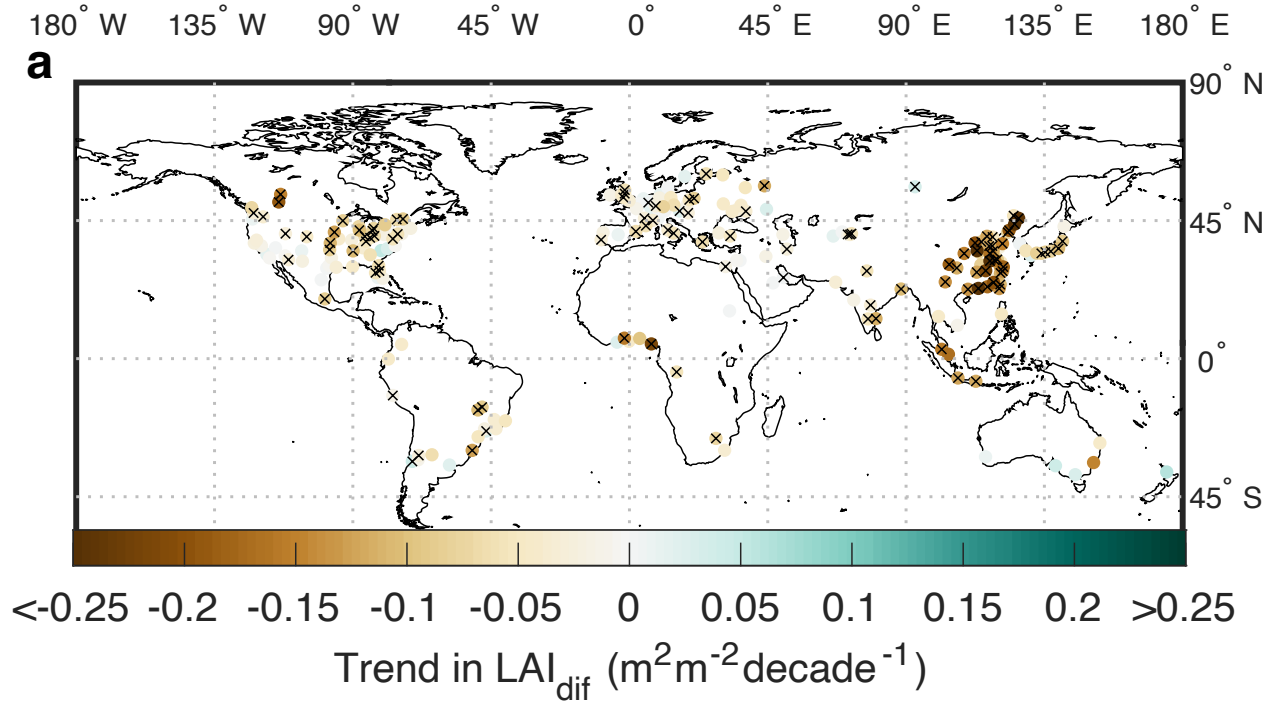 180° W 135° W 90° W 45° W 0° 45° E 90° E 135° E 180° E
a
90° N
45° N
0°
45° S
<-0.25 -0.2 -0.15 -0.1 -0.05 0 0.05 0.1 0.15 0.2 >0.25
Trend in LAI_dif (m²m⁻²decade⁻¹)